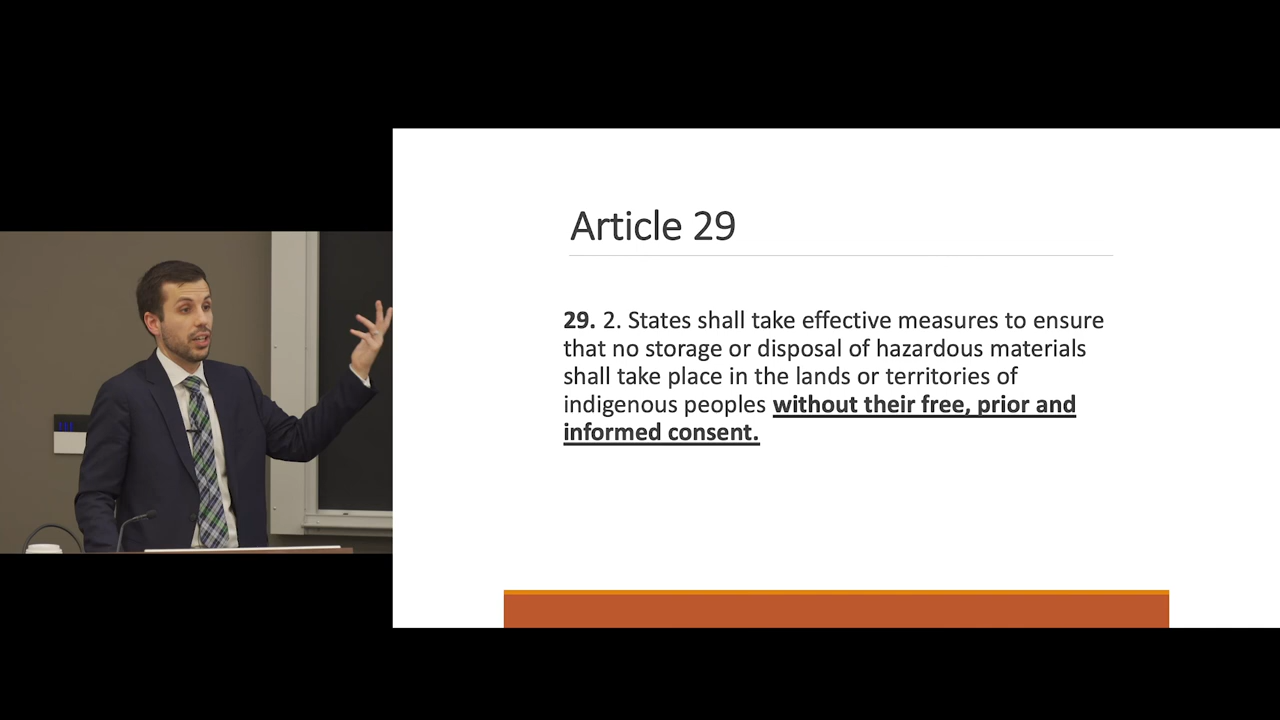 Article 29
29. 2. States shall take effective measures to ensure
that no storage or disposal of hazardous materials
shall take place in the lands or territories of
indigenous peoples without their free, prior and
informed consent.